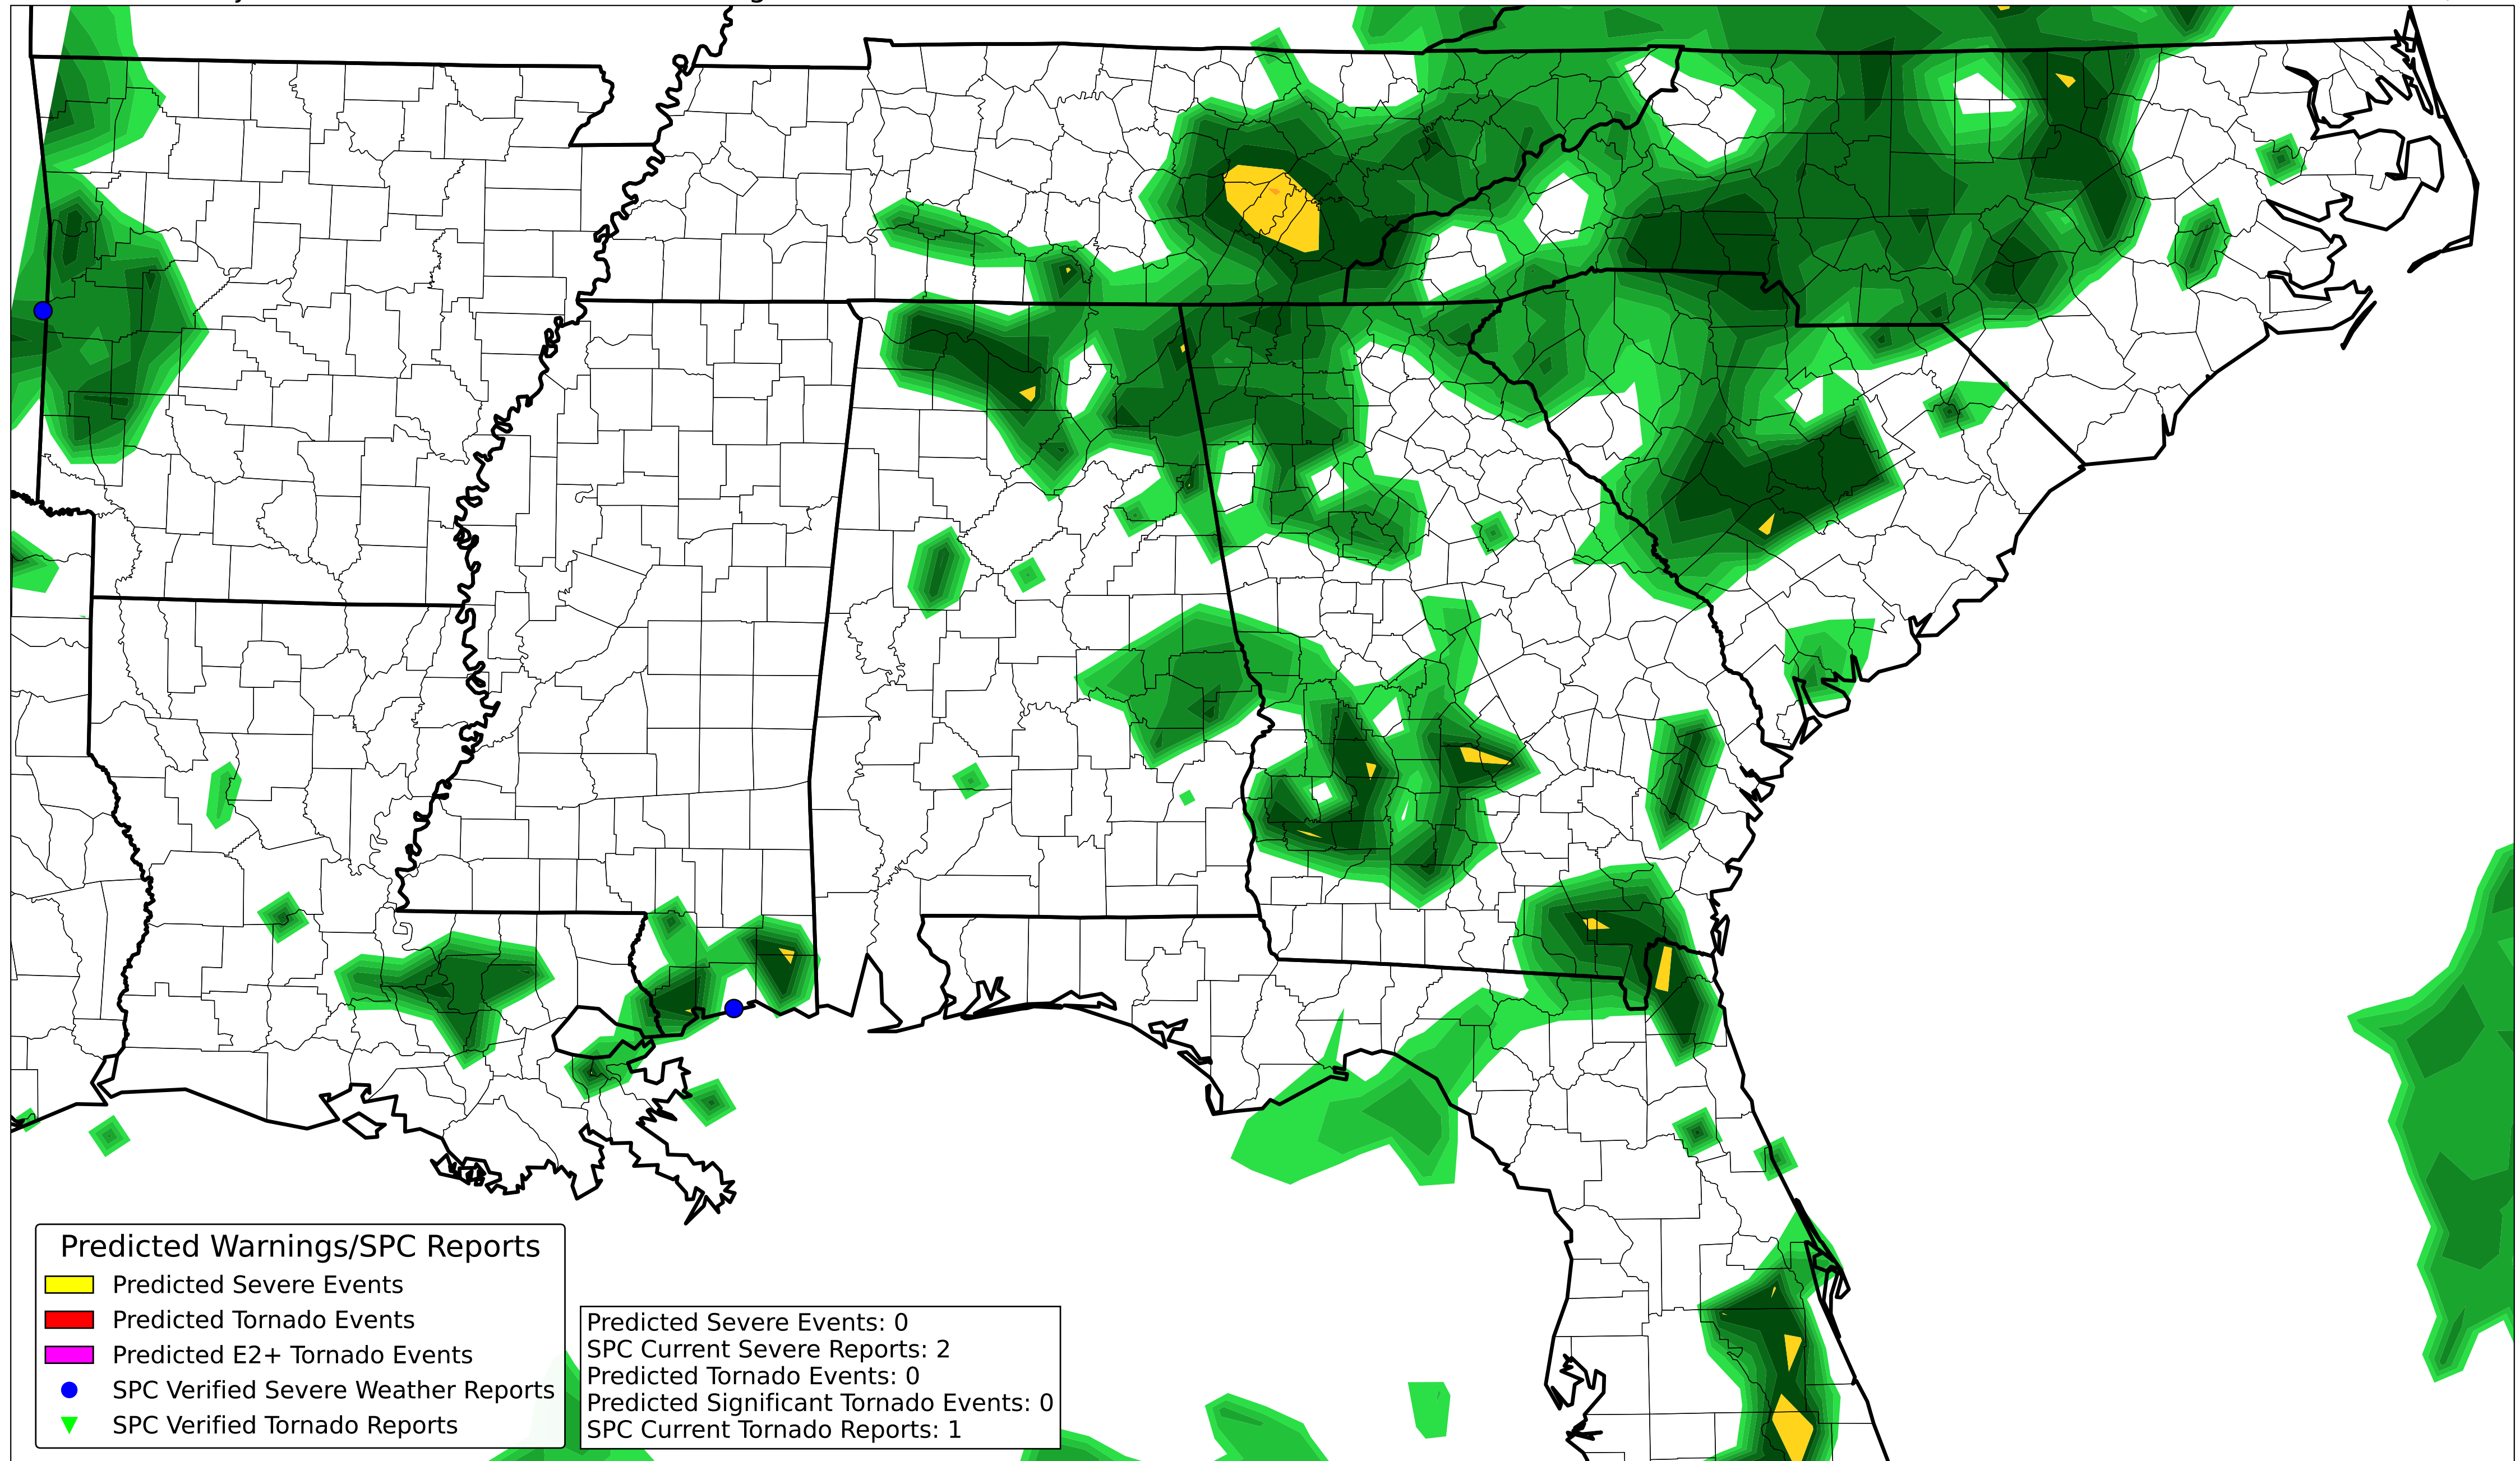 Predicted Warnings/SPC Reports
Predicted Severe Events
Predicted Tornado Events
Predicted E2+ Tornado Events
SPC Verified Severe Weather Reports
SPC Verified Tornado Reports
Predicted Severe Events: 0
SPC Current Severe Reports: 2
Predicted Tornado Events: 0
Predicted Significant Tornado Events: 0
SPC Current Tornado Reports: 1